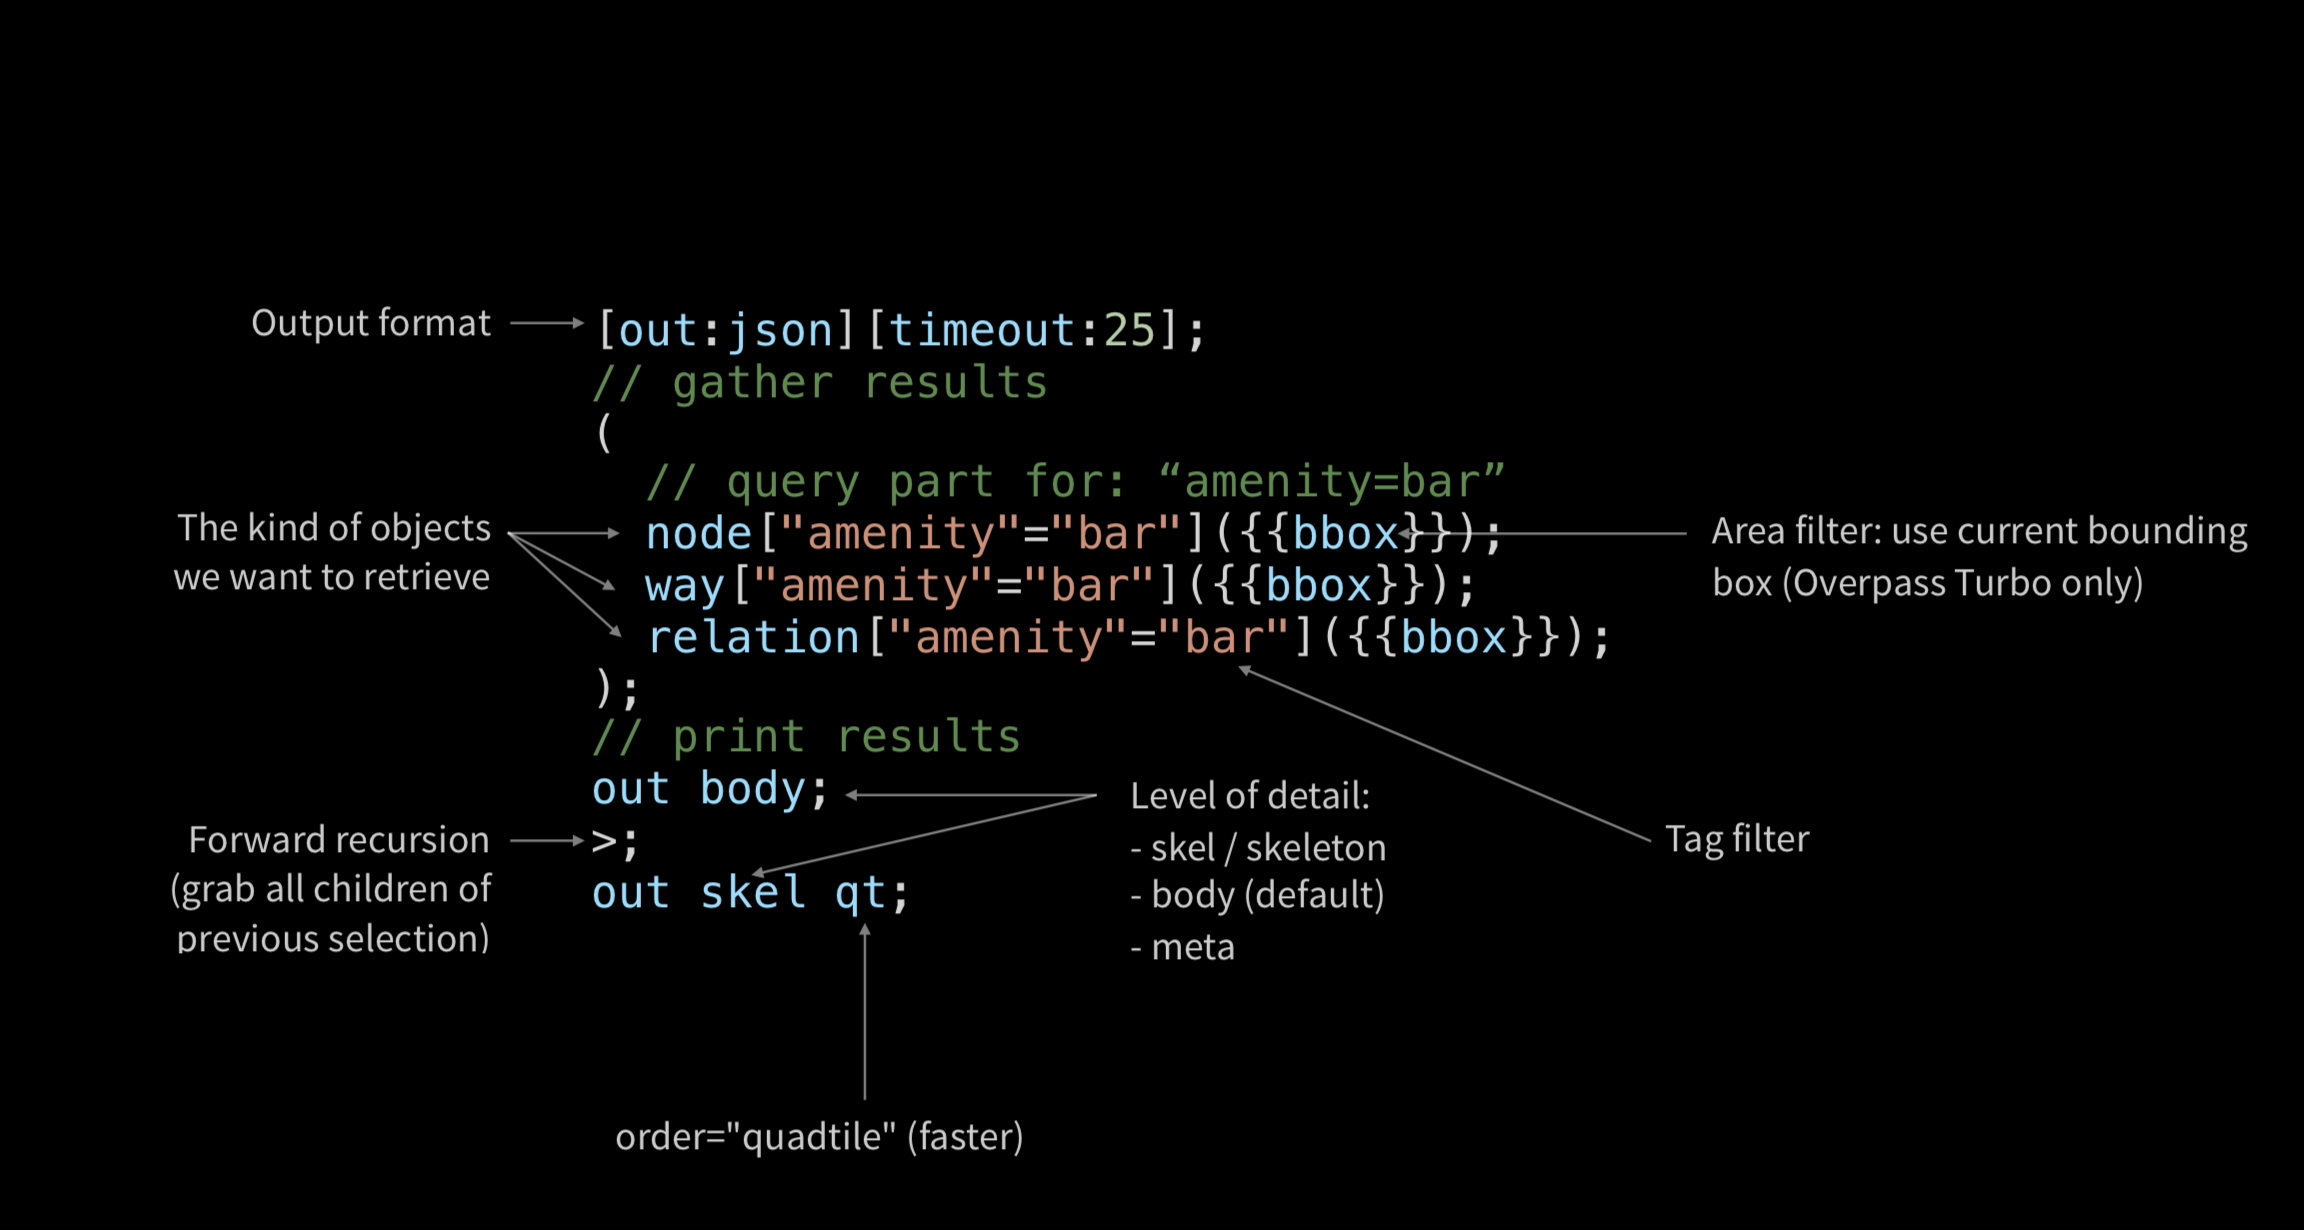 Output format
[out:json][timeout:25];
// gather results
(
// query part for: “amenity=bar”
The kind of objects
we want to retrieve
node["amenity"="bar"]({{bbox}});
way["amenity"="bar"]({{bbox}});
relation["amenity"="bar"]({{bbox}});
Area filter: use current bounding
box (Overpass Turbo only)
);
// print results
out body;
Forward recursion
(grab all children of
previous selection)
>;
out skel qt;
Level of detail:
- skel / skeleton
- body (default)
- meta
Tag filter
order="quadtile" (faster)